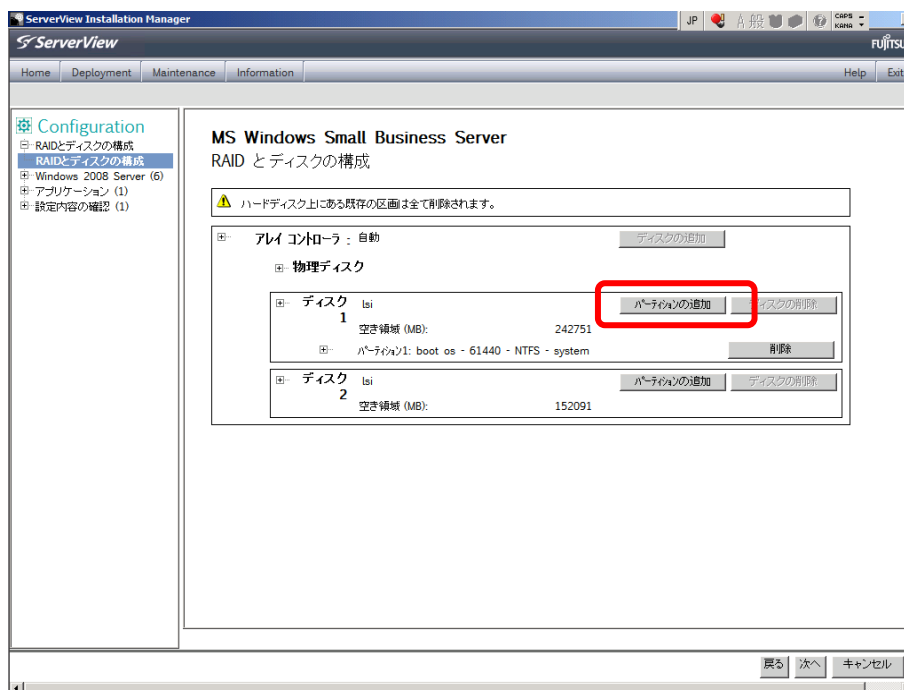 ServerView Installation Manager
JP A 般 CAPS KANA
ServerView
FUJITSU
Home Deployment Maintenance Information Help Exit
Configuration
RAIDとディスクの構成
RAIDとディスクの構成
Windows 2008 Server (6)
アプリケーション (1)
設定内容の確認 (1)
MS Windows Small Business Server
RAID とディスクの構成
ハードディスク上にある既存の区画は全て削除されます。
アレイ コントローラ : 自動 ディスクの追加
物理ディスク
ディスク 1 lsi パーティションの追加 ディスクの削除
空き領域 (MB): 242751
パーティション1: boot os - 61440 - NTFS - system 削除
ディスク 2 lsi パーティションの追加 ディスクの削除
空き領域 (MB): 152091
戻る 次へ キャンセル